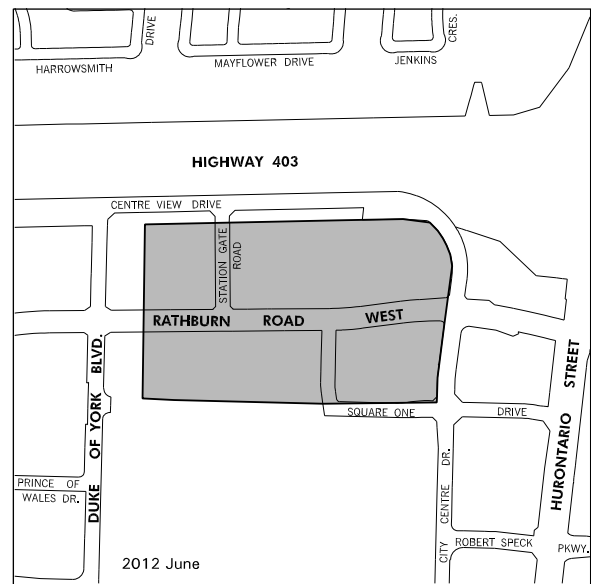 DRIVE
CRES.
HARROWSMITH
MAYFLOWER DRIVE
JENKINS
HIGHWAY 403
CENTRE VIEW DRIVE
STATION GATE
ROAD
RATHBURN ROAD WEST
DUKE OF YORK BLVD.
HURONTARIO STREET
SQUARE ONE DRIVE
PRINCE OF
WALES DR.
CITY CENTRE DR.
ROBERT SPECK PKWY.
2012 June